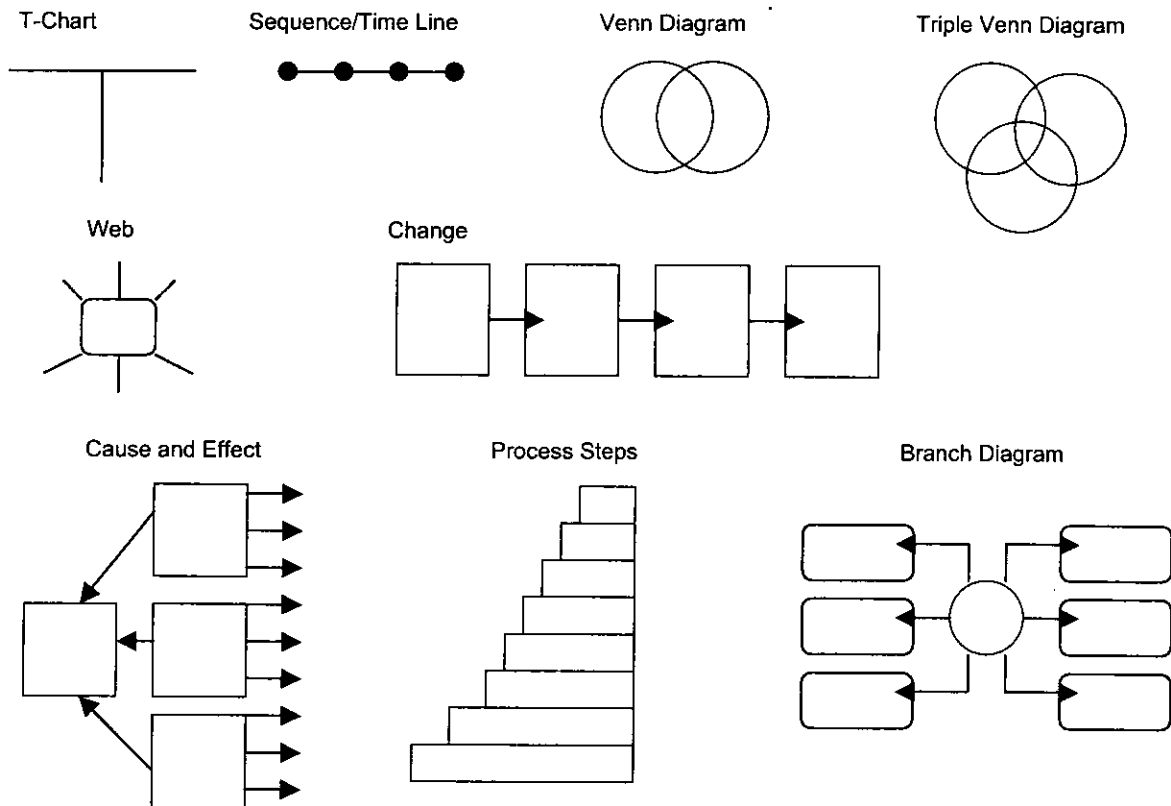 T-Chart
Sequence/Time Line
Venn Diagram
Triple Venn Diagram
Web
Change
Cause and Effect
Process Steps
Branch Diagram